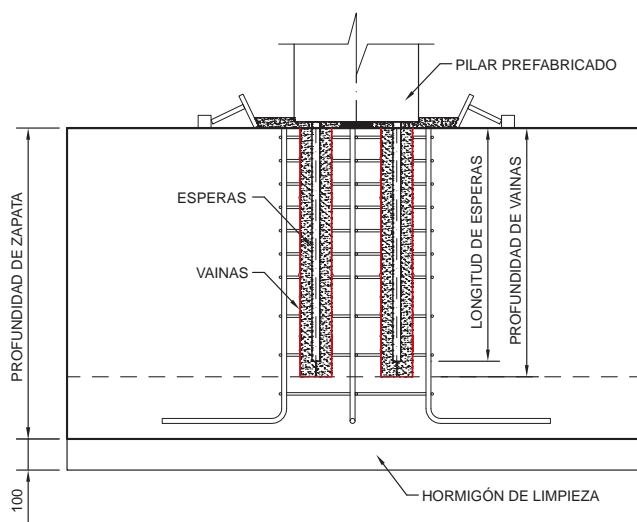 PILAR PREFABRICADO
ESPERAS
VAINAS
LONGITUD DE ESPERAS
PROFUNDIDAD DE VAINAS
PROFUNDIDAD DE ZAPATA
100
HORMIGÓN DE LIMPIEZA